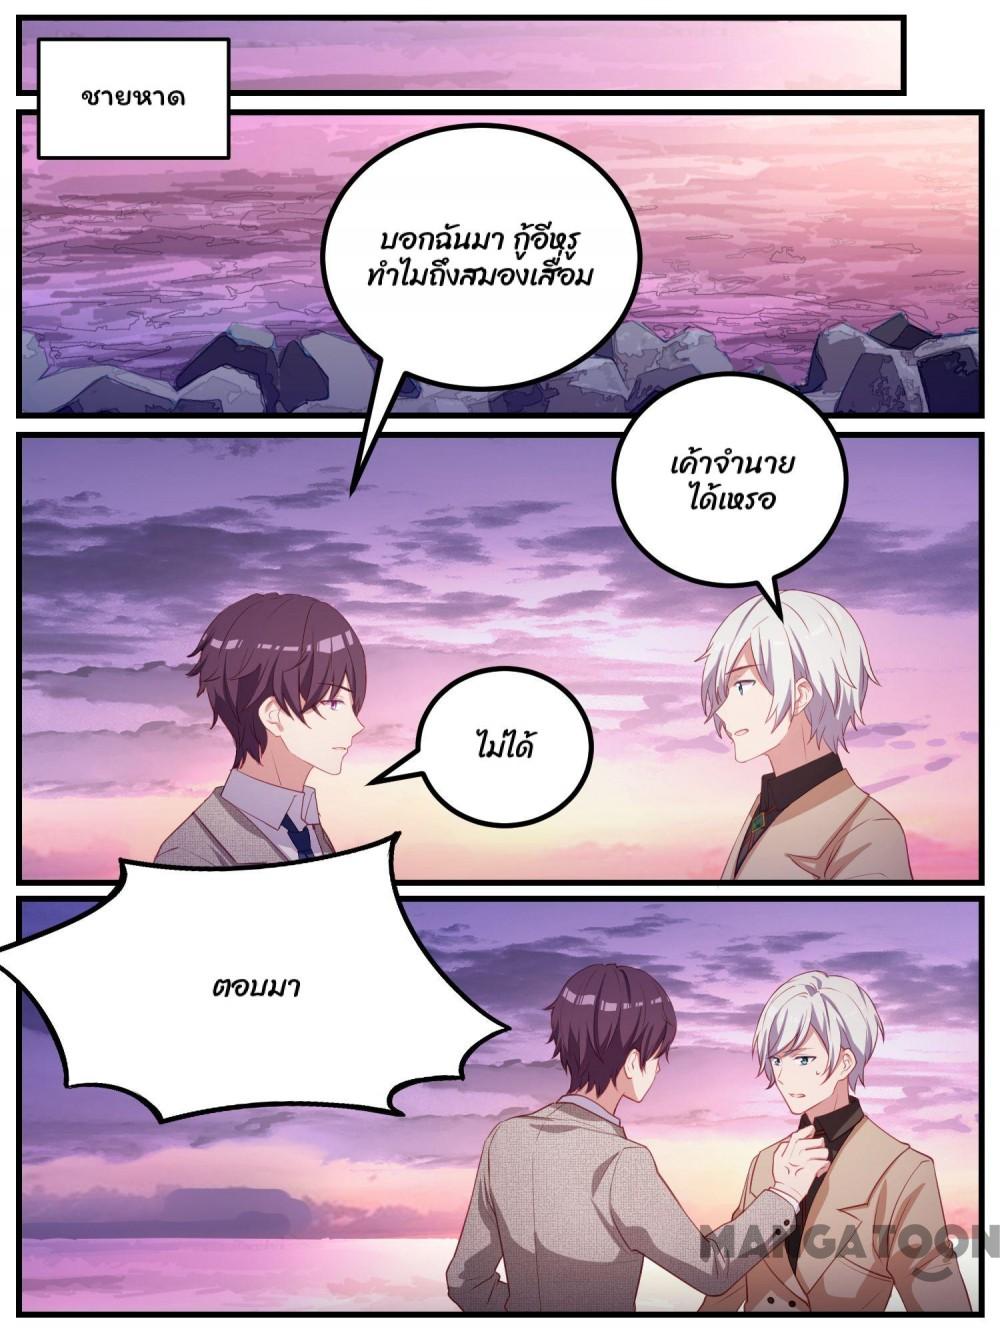 ชายหาด
บอกฉันมา กู้อีหรู
ทำไมถึงสมองเสื่อม
เค้าจำนาย
ได้เหรอ
ไม่ได้
ตอบมา
MANGATOON